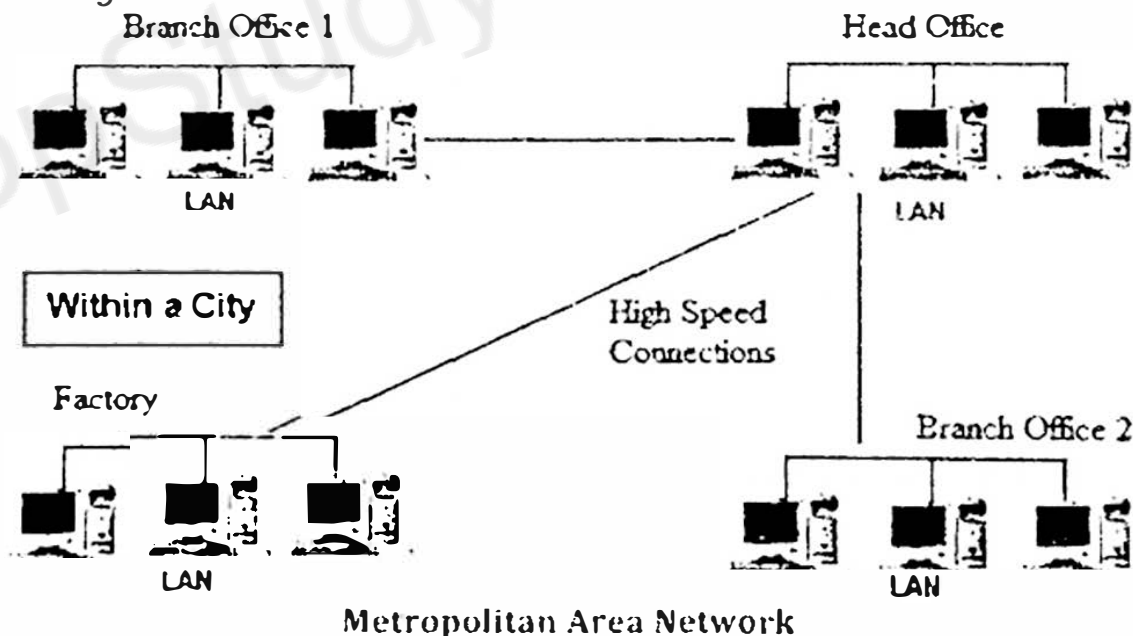 Branch Office 1
Head Office
LAN
LAN
Within a City
High Speed
Connections
Factory
Branch Office 2
LAN
LAN
Metropolitan Area Network